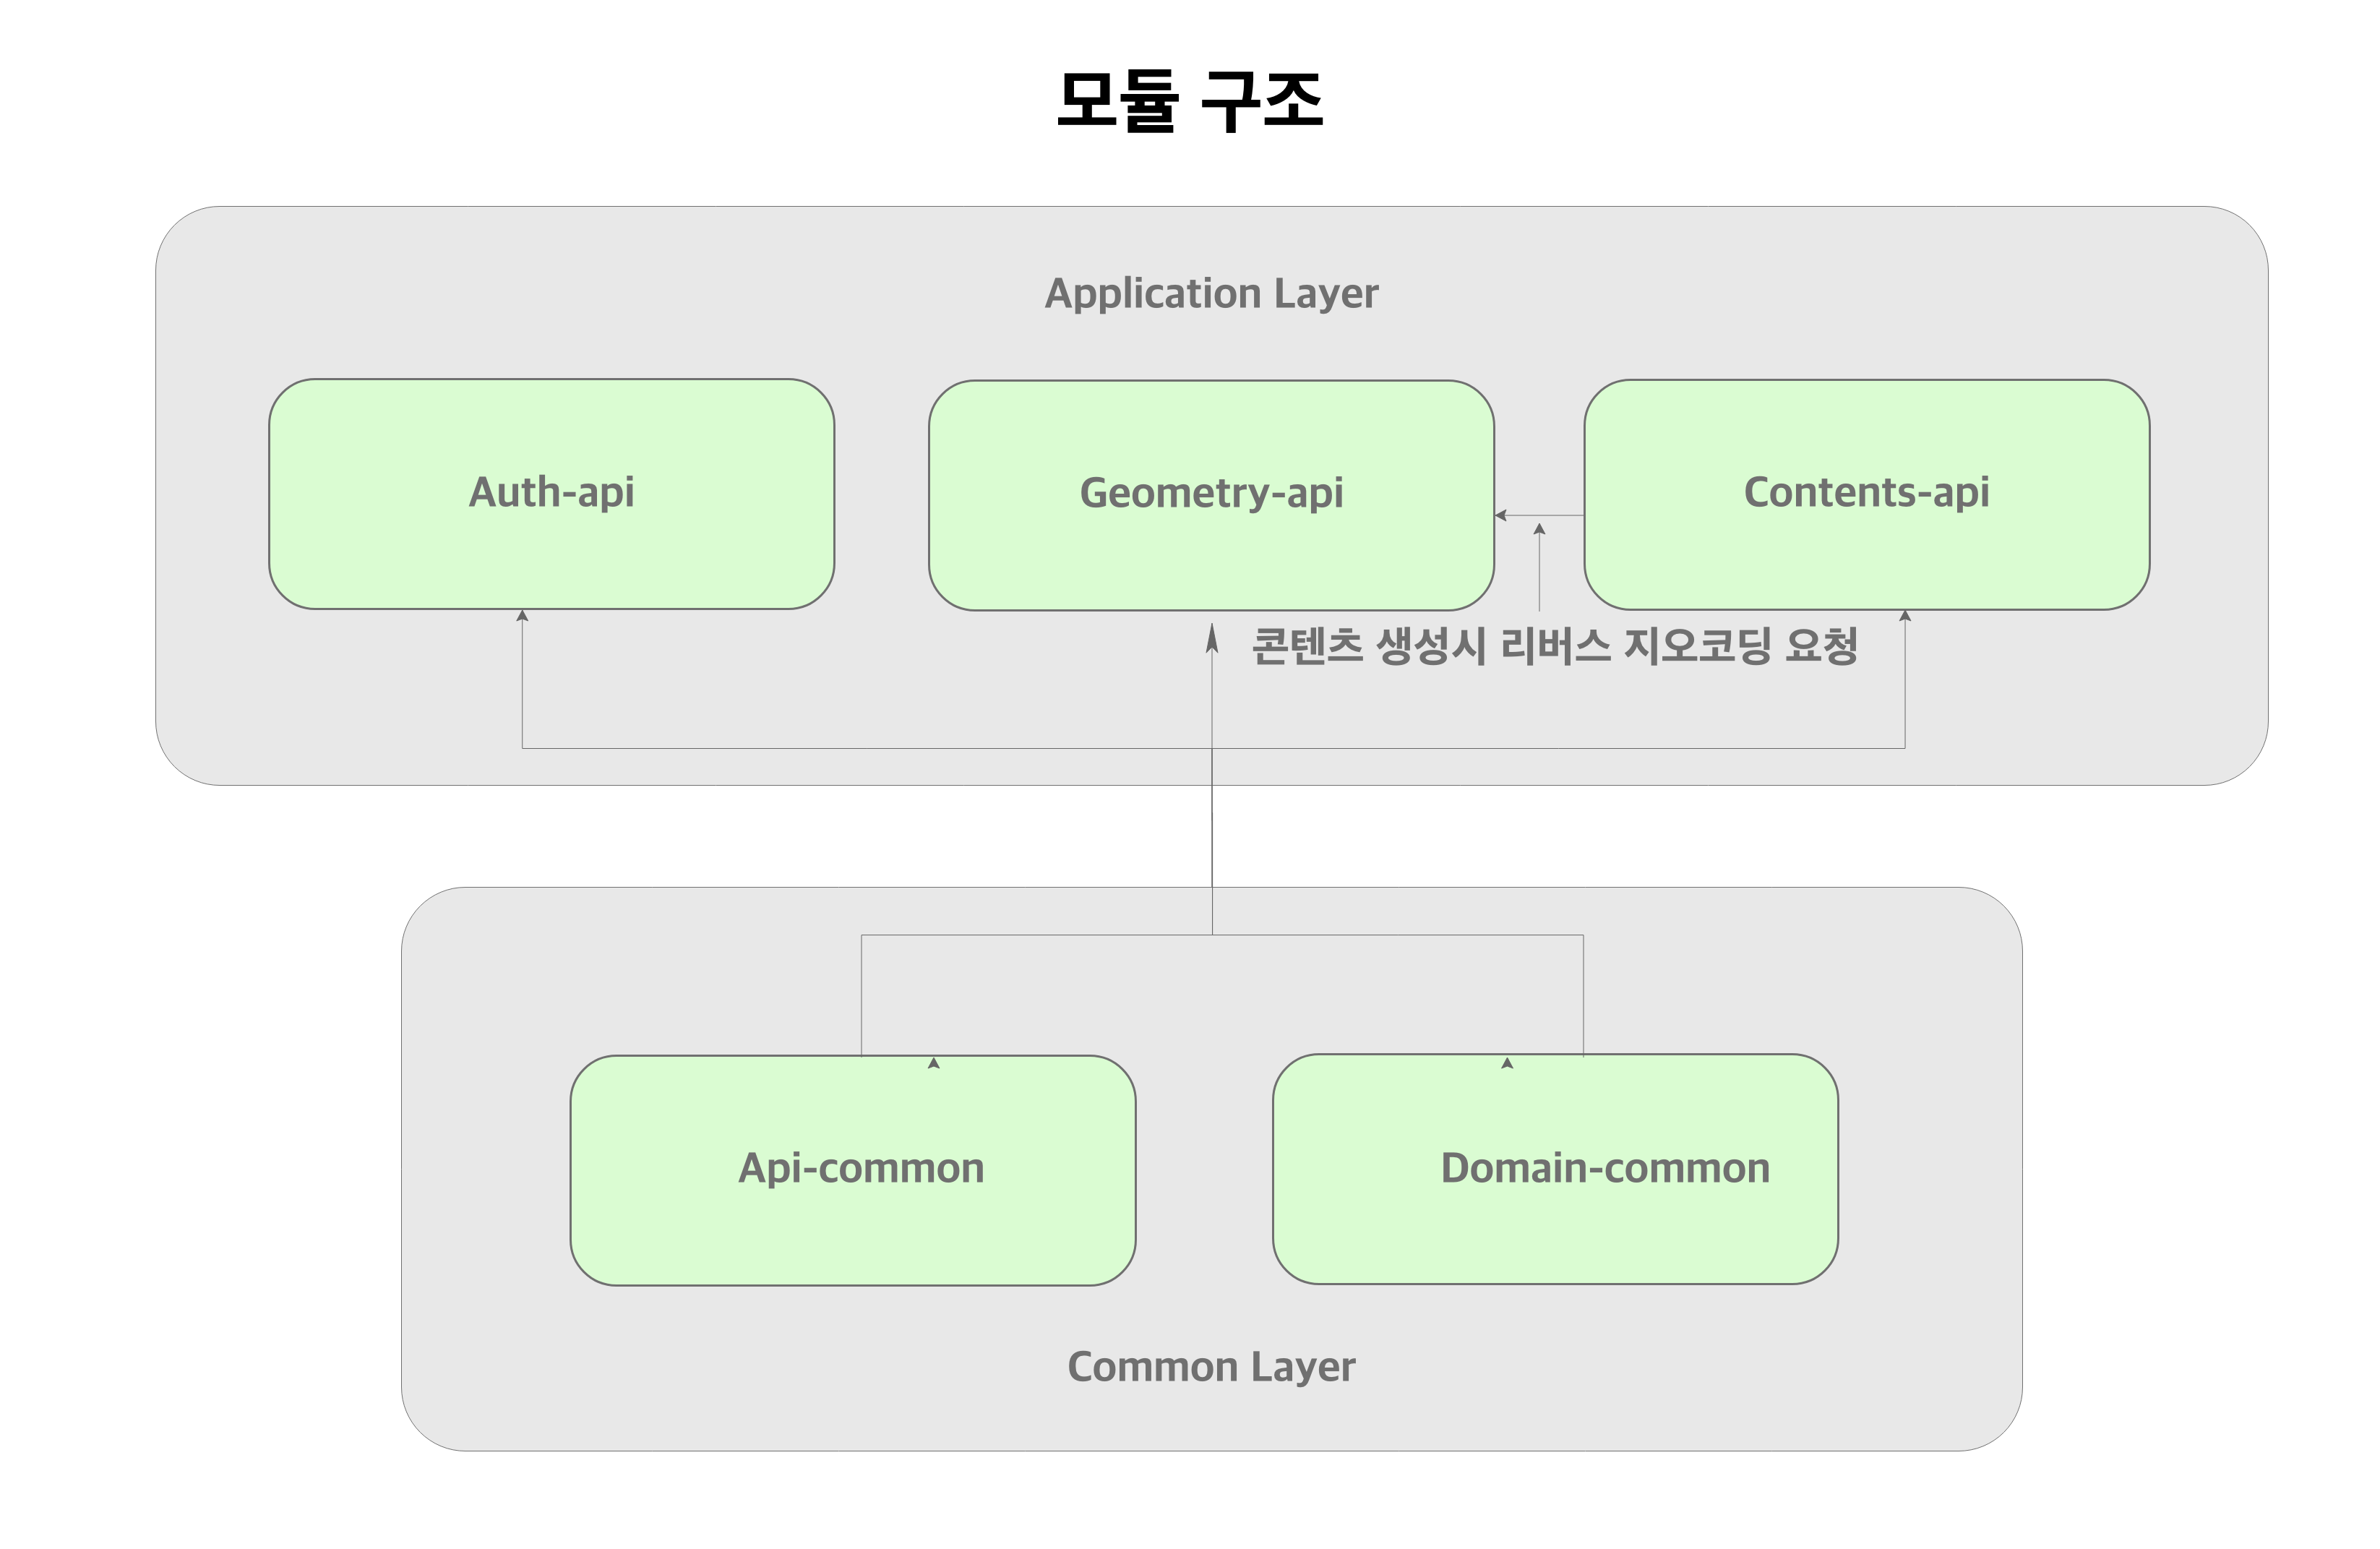 모듈 구조
Application Layer
Auth-api
Geometry-api
Contents-api
콘텐츠 생성시 리버스 지오코딩 요청
Api-common
Domain-common
Common Layer